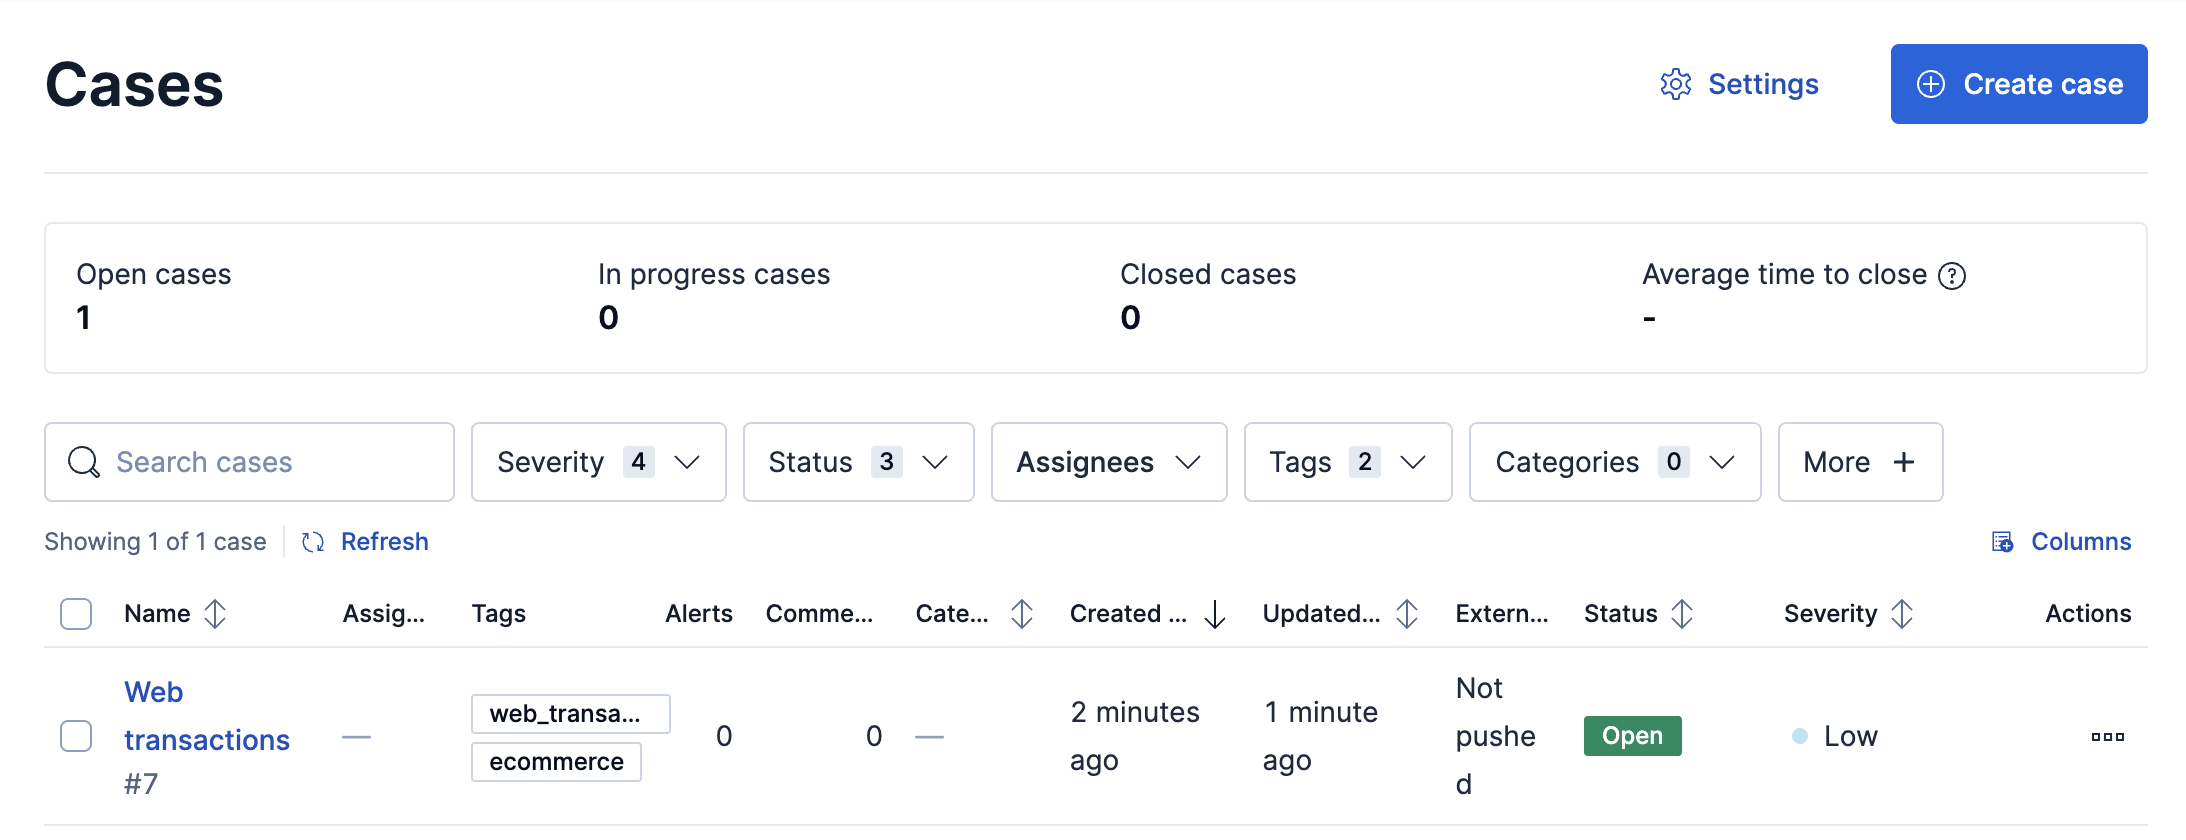 Cases
Settings
Create case
Open cases
1
In progress cases
0
Closed cases
0
Average time to close ?
-
Search cases
Severity 4
Status 3
Assignees
Tags 2
Categories 0
More +
Showing 1 of 1 case
Refresh
Columns
Name Assig... Tags Alerts Comme... Cate... Created ... Updated... Extern... Status Severity Actions
Web
transactions
#7
—
web_transa...
ecommerce
0
0
—
2 minutes
ago
1 minute
ago
Not
pushe
d
Open
Low